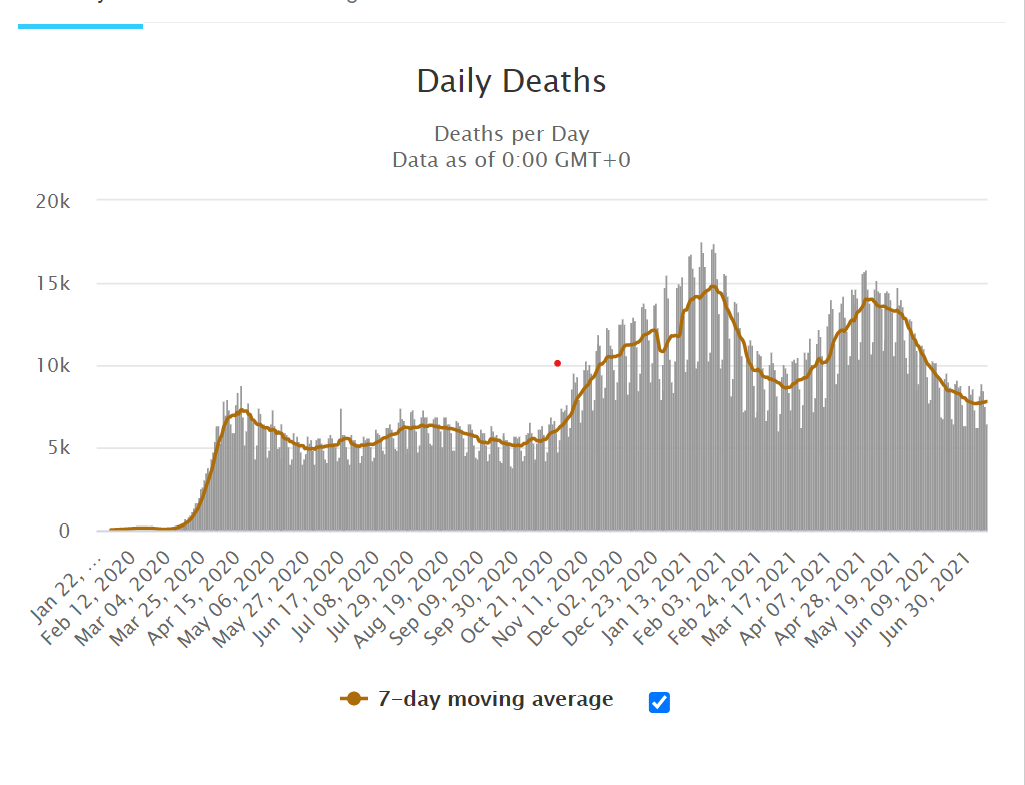 Daily Deaths
Deaths per Day
Data as of 0:00 GMT+0
20k
15k
10k
5k
0
Jan 22, ...
Feb 12, 2020
Mar 04, 2020
Mar 25, 2020
Apr 15, 2020
May 06, 2020
May 27, 2020
Jun 17, 2020
Jul 08, 2020
Jul 29, 2020
Aug 19, 2020
Sep 09, 2020
Sep 30, 2020
Oct 21, 2020
Nov 11, 2020
Dec 02, 2020
Dec 23, 2020
Jan 13, 2021
Feb 03, 2021
Feb 24, 2021
Mar 17, 2021
Apr 07, 2021
Apr 28, 2021
May 19, 2021
Jun 09, 2021
Jun 30, 2021
7-day moving average